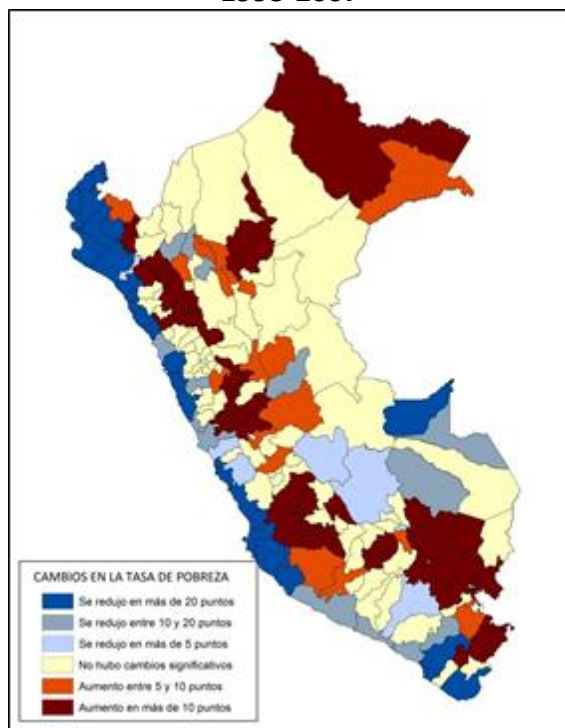 CAMBIOS EN LA TASA DE POBREZA
Se redujo en más de 20 puntos
Se redujo entre 10 y 20 puntos
Se redujo en más de 5 puntos
No hubo cambios significativos
Aumento entre 5 y 10 puntos
Aumento en más de 10 puntos